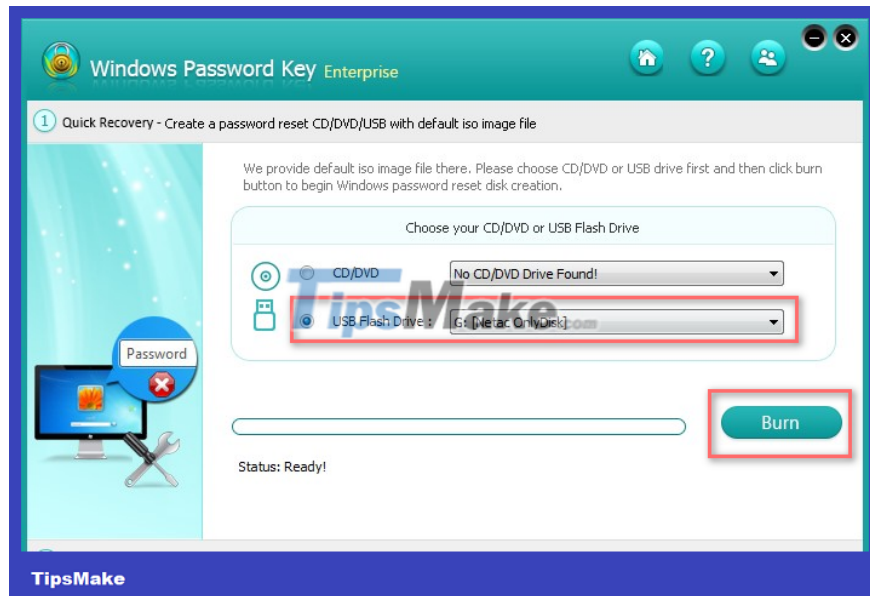 Windows Password Key Enterprise
?
1 Quick Recovery - Create a password reset CD/DVD/USB with default iso image file
We provide default iso image file there. Please choose CD/DVD or USB drive first and then click burn
button to begin Windows password reset disk creation.
Choose your CD/DVD or USB Flash Drive
CD/DVD No CD/DVD Drive Found!
TipsMake.com
USB Flash Drive : G: [Netac OnlyDisk]
Password
Burn
Status: Ready!
TipsMake